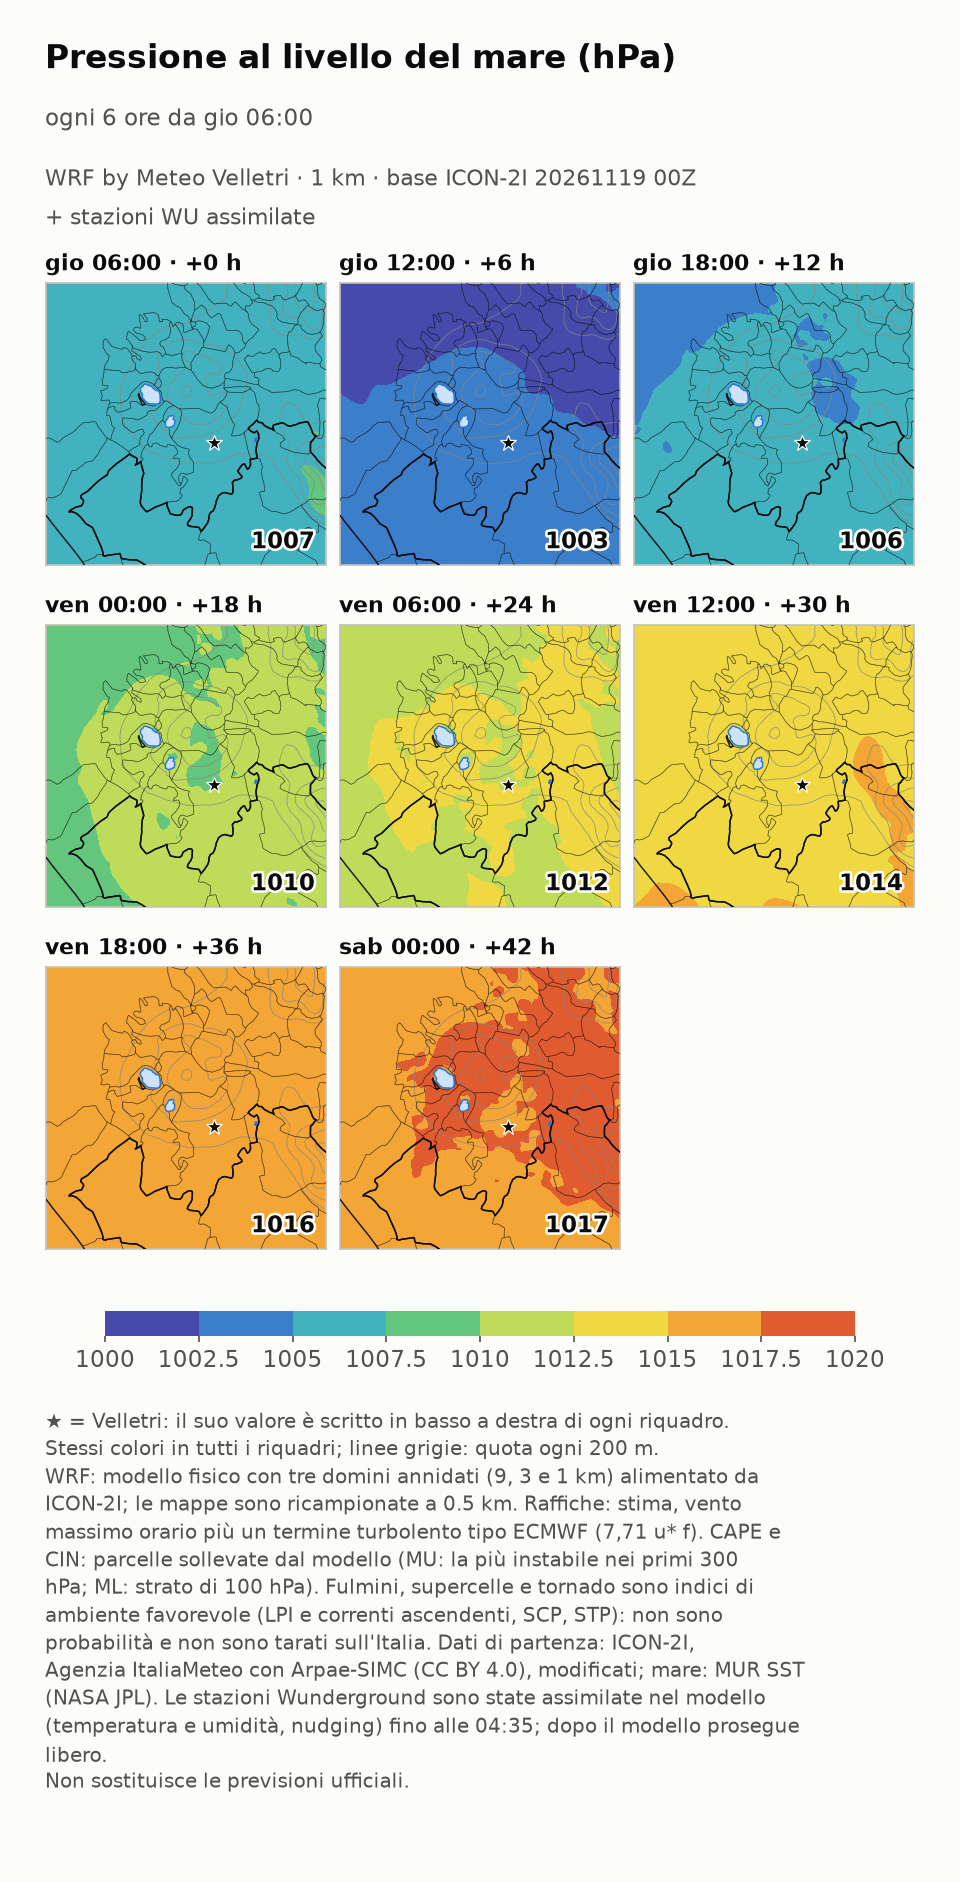 Pressione al livello del mare (hPa)
ogni 6 ore da gio 06:00
WRF by Meteo Velletri · 1 km · base ICON-2I 20261119 00Z
+ stazioni WU assimilate
gio 06:00 · +0 h
gio 12:00 · +6 h
gio 18:00 · +12 h
1007
1003
1006
ven 00:00 · +18 h
ven 06:00 · +24 h
ven 12:00 · +30 h
1010
1012
1014
ven 18:00 · +36 h
sab 00:00 · +42 h
1016
1017
1000 1002.5 1005 1007.5 1010 1012.5 1015 1017.5 1020
★ = Velletri: il suo valore è scritto in basso a destra di ogni riquadro.
Stessi colori in tutti i riquadri; linee grigie: quota ogni 200 m.
WRF: modello fisico con tre domini annidati (9, 3 e 1 km) alimentato da
ICON-2I; le mappe sono ricampionate a 0.5 km. Raffiche: stima, vento
massimo orario più un termine turbolento tipo ECMWF (7,71 u* f). CAPE e
CIN: parcelle sollevate dal modello (MU: la più instabile nei primi 300
hPa; ML: strato di 100 hPa). Fulmini, supercelle e tornado sono indici di
ambiente favorevole (LPI e correnti ascendenti, SCP, STP): non sono
probabilità e non sono tarati sull'Italia. Dati di partenza: ICON-2I,
Agenzia ItaliaMeteo con Arpae-SIMC (CC BY 4.0), modificati; mare: MUR SST
(NASA JPL). Le stazioni Wunderground sono state assimilate nel modello
(temperatura e umidità, nudging) fino alle 04:35; dopo il modello prosegue
libero.
Non sostituisce le previsioni ufficiali.